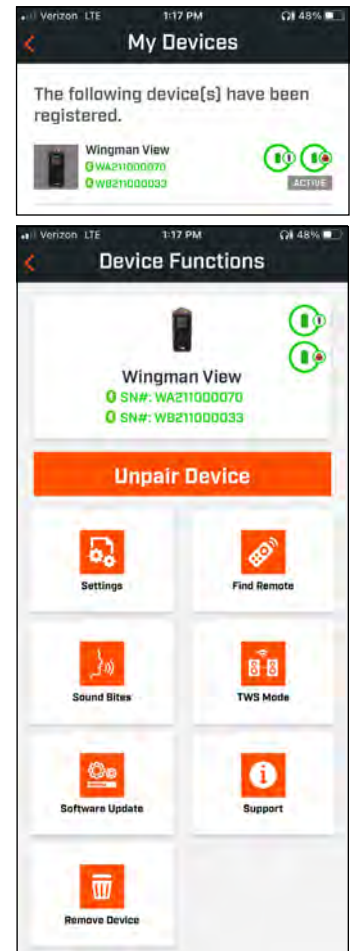 Verizon LTE 1:17 PM 48%
My Devices
The following device(s) have been
registered.
Wingman View
WA211000070
WB211000033
ACTIVE
Verizon LTE 1:17 PM 48%
Device Functions
Wingman View
SN#: WA211000070
SN#: WB211000033
Unpair Device
Settings
Find Remote
Sound Bites
TWS Mode
Software Update
Support
Remove Device